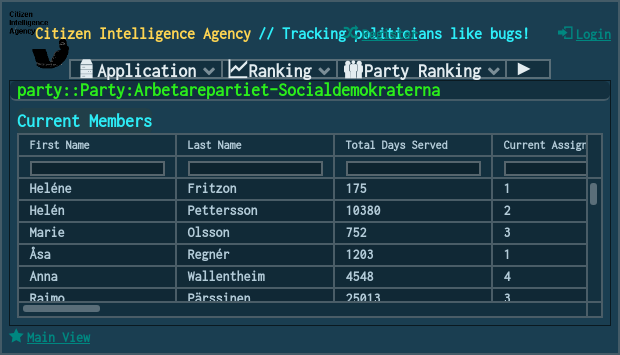 Citizen
Intelligence
Agency
Citizen Intelligence Agency // Tracking politicians like bugs!
Login
Application
Ranking
Party Ranking
party::Party:Arbetarepartiet-Socialdemokraterna
Current Members
First Name Last Name Total Days Served Current Assign
Heléne Fritzon 175 1
Helén Pettersson 10380 2
Marie Olsson 752 3
Åsa Regnér 1203 1
Anna Wallentheim 4548 4
Raimo Pärssinen 25013 3
Main View